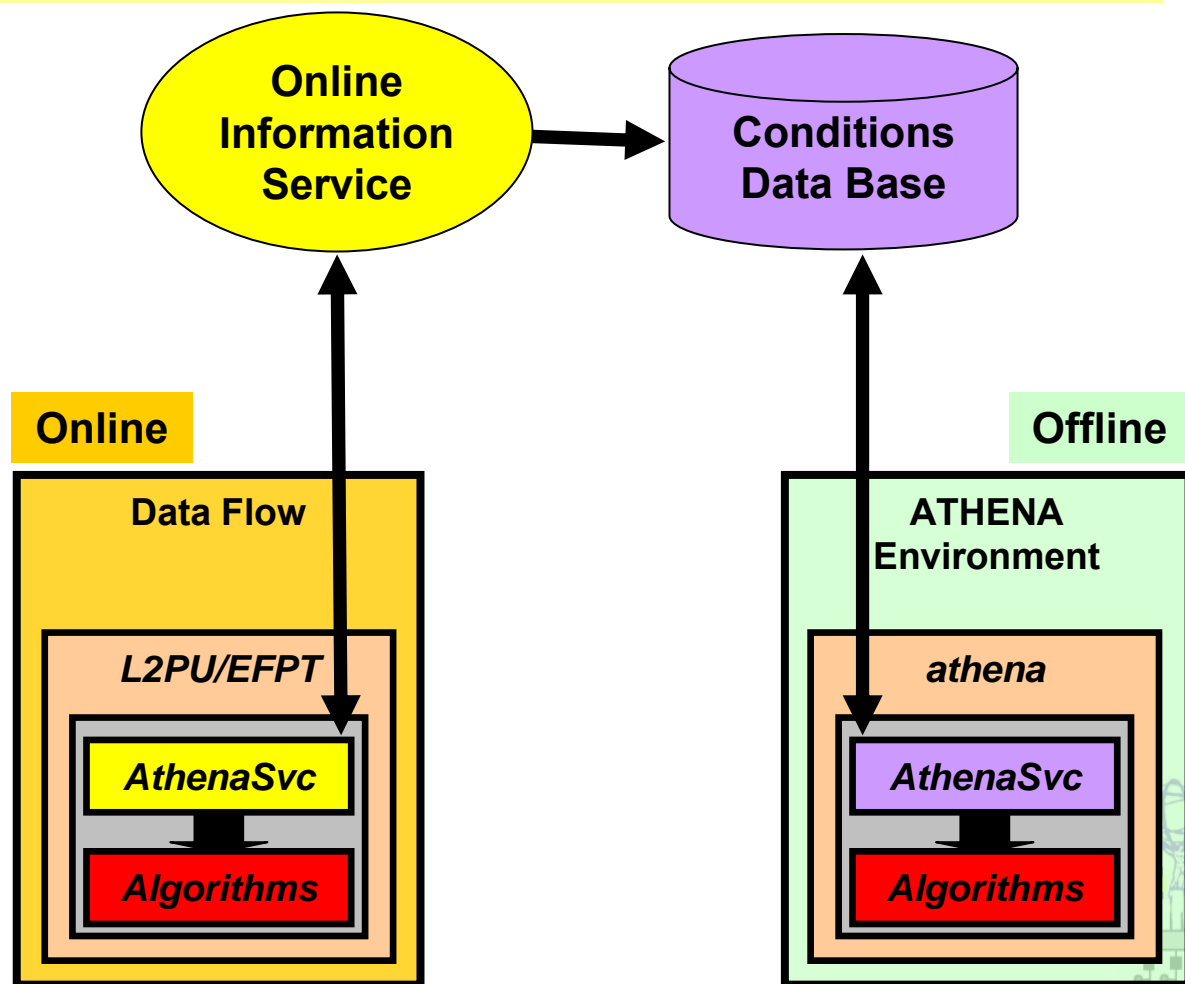 Online
Information
Service
Conditions
Data Base
Online
Offline
Data Flow
ATHENA
Environment
L2PU/EFPT
athena
AthenaSvc
AthenaSvc
Algorithms
Algorithms